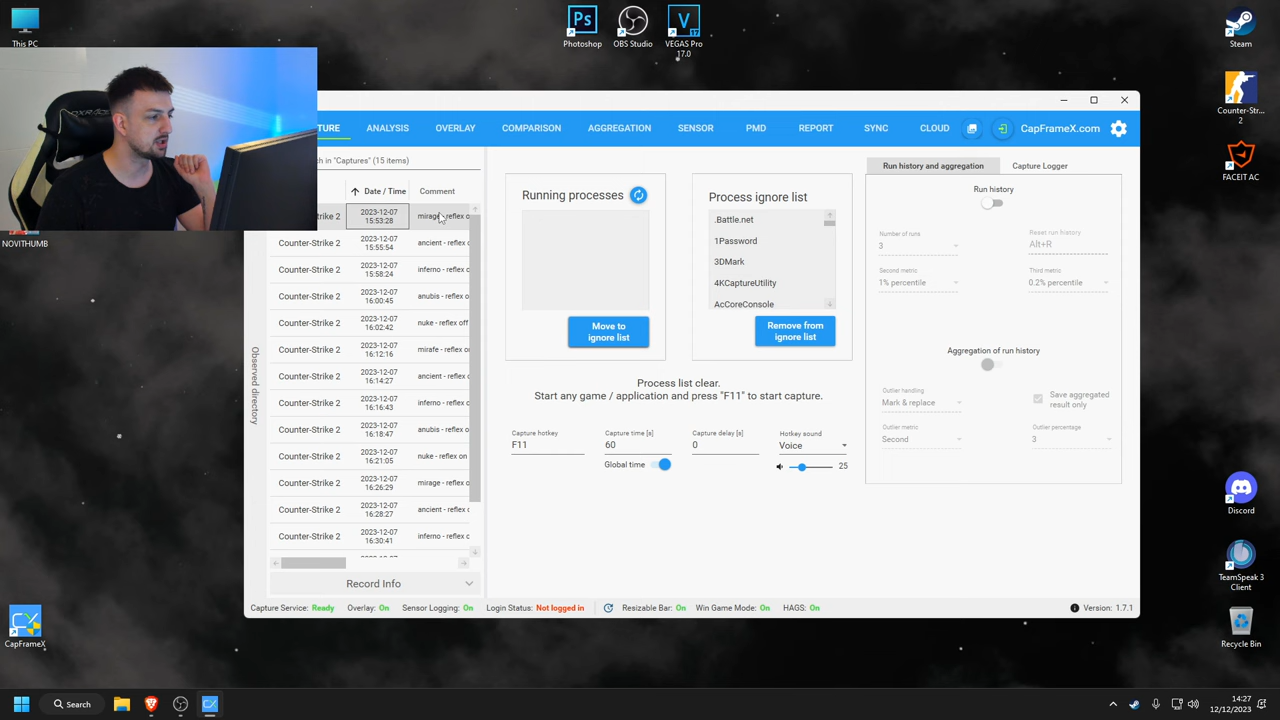 This PC
Photoshop
OBS Studio
VEGAS Pro
17.0
Steam
Counter-Str...
2
FACEIT AC
Discord
TeamSpeak 3
Client
Recycle Bin
NOVITHUMB
CapFrameX
TURE
ANALYSIS
OVERLAY
COMPARISON
AGGREGATION
SENSOR
PMD
REPORT
SYNC
CLOUD
CapFrameX.com
ch in "Captures" (15 items)
Date / Time
Comment
strike 2
2023-12-07
15:53:28
mirage - reflex o
Counter-Strike 2
2023-12-07
15:55:54
ancient - reflex o
Counter-Strike 2
2023-12-07
15:58:24
inferno - reflex o
Counter-Strike 2
2023-12-07
16:00:45
anubis - reflex o
Counter-Strike 2
2023-12-07
16:02:42
nuke - reflex off
Counter-Strike 2
2023-12-07
16:12:16
mirafe - reflex o
Counter-Strike 2
2023-12-07
16:14:27
ancient - reflex o
Counter-Strike 2
2023-12-07
16:16:43
inferno - reflex o
Counter-Strike 2
2023-12-07
16:18:47
anubis - reflex o
Counter-Strike 2
2023-12-07
16:21:05
nuke - reflex on
Counter-Strike 2
2023-12-07
16:26:29
mirage - reflex o
Counter-Strike 2
2023-12-07
16:28:27
ancient - reflex o
Counter-Strike 2
2023-12-07
16:30:41
inferno - reflex o
Observed directory
Record Info
Running processes
Move to
ignore list
Process ignore list
.Battle.net
1Password
3DMark
4KCaptureUtility
AcCoreConsole
Remove from
ignore list
Process list clear.
Start any game / application and press "F11" to start capture.
Capture hotkey
F11
Capture time [s]
60
Global time
Capture delay [s]
0
Hotkey sound
Voice
25
Run history and aggregation
Capture Logger
Run history
Number of runs
3
Reset run history
Alt+R
Second metric
1% percentile
Third metric
0.2% percentile
Aggregation of run history
Outlier handling
Mark & replace
Save aggregated
result only
Outlier metric
Second
Outlier percentage
3
Capture Service: Ready
Overlay: On
Sensor Logging: On
Login Status: Not logged in
Resizable Bar: On
Win Game Mode: On
HAGS: On
Version: 1.7.1
Search
14:27
12/12/2023